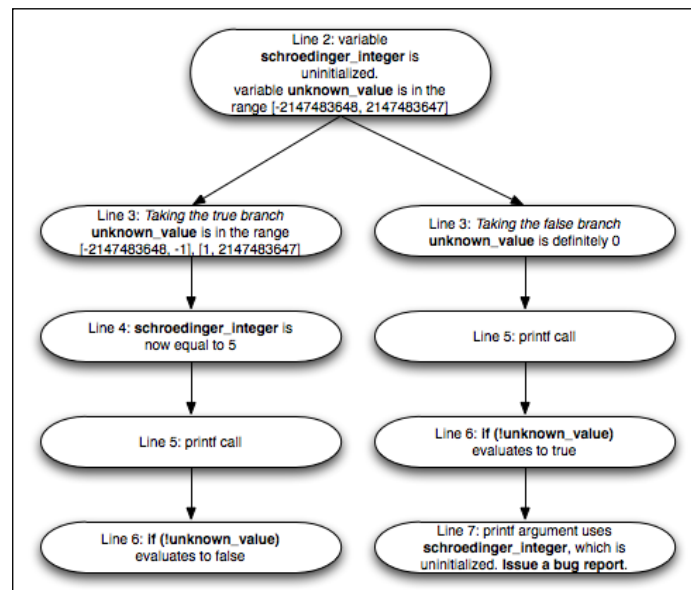 Line 2: variable
schroedinger_integer is
uninitialized.
variable unknown_value is in the
range [-2147483648, 2147483647]
Line 3: Taking the true branch
unknown_value is in the range
[-2147483648, -1], [1, 2147483647]
Line 3: Taking the false branch
unknown_value is definitely 0
Line 4: schroedinger_integer is
now equal to 5
Line 5: printf call
Line 5: printf call
Line 6: if (!unknown_value)
evaluates to true
Line 6: if (!unknown_value)
evaluates to false
Line 7: printf argument uses
schroedinger_integer, which is
uninitialized. Issue a bug report.